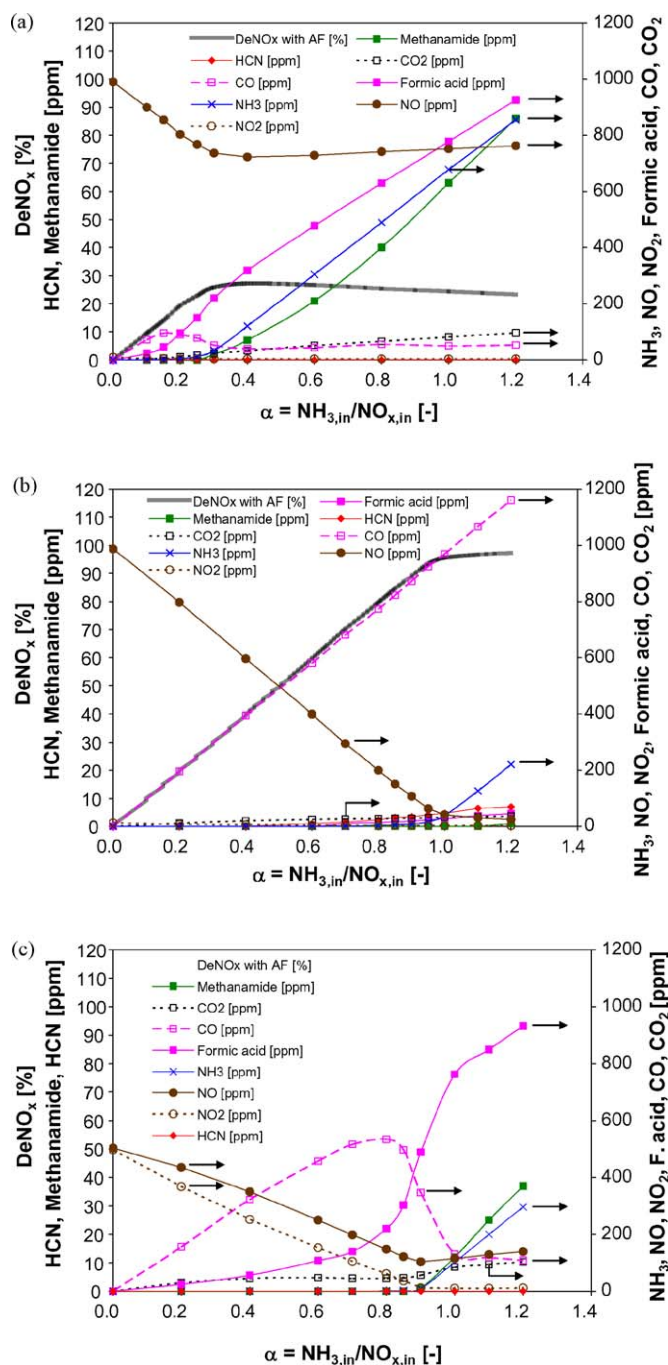 (a)
DeNOx with AF [%]
Methanamide [ppm]
HCN [ppm]
CO2 [ppm]
CO [ppm]
Formic acid [ppm]
NH3 [ppm]
NO [ppm]
NO2 [ppm]
120
110
100
90
80
70
60
50
40
30
20
10
0
1200
1000
800
600
400
200
0
0.0 0.2 0.4 0.6 0.8 1.0 1.2 1.4
DeNOₓ [%]
HCN, Methanamide [ppm]
NH₃, NO, NO₂, Formic acid, CO, CO₂
α = NH₃,in/NOₓ,in [-]
(b)
DeNOx with AF [%]
Formic acid [ppm]
Methanamide [ppm]
HCN [ppm]
CO2 [ppm]
CO [ppm]
NH3 [ppm]
NO [ppm]
NO2 [ppm]
120
110
100
90
80
70
60
50
40
30
20
10
0
1200
1000
800
600
400
200
0
0.0 0.2 0.4 0.6 0.8 1.0 1.2 1.4
DeNOₓ [%]
HCN, Methanamide [ppm]
NH₃, NO, NO₂, Formic acid, CO, CO₂ [ppm]
α = NH₃,in/NOₓ,in [-]
(c)
DeNOx with AF [%]
Methanamide [ppm]
CO2 [ppm]
CO [ppm]
Formic acid [ppm]
NH3 [ppm]
NO [ppm]
NO2 [ppm]
HCN [ppm]
120
110
100
90
80
70
60
50
40
30
20
10
0
1200
1000
800
600
400
200
0
0.0 0.2 0.4 0.6 0.8 1.0 1.2 1.4
DeNOₓ [%]
HCN, Methanamide, HCN [ppm]
NH₃, NO, NO₂, F. acid, CO, CO₂ [ppm]
α = NH₃,in/NOₓ,in [-]